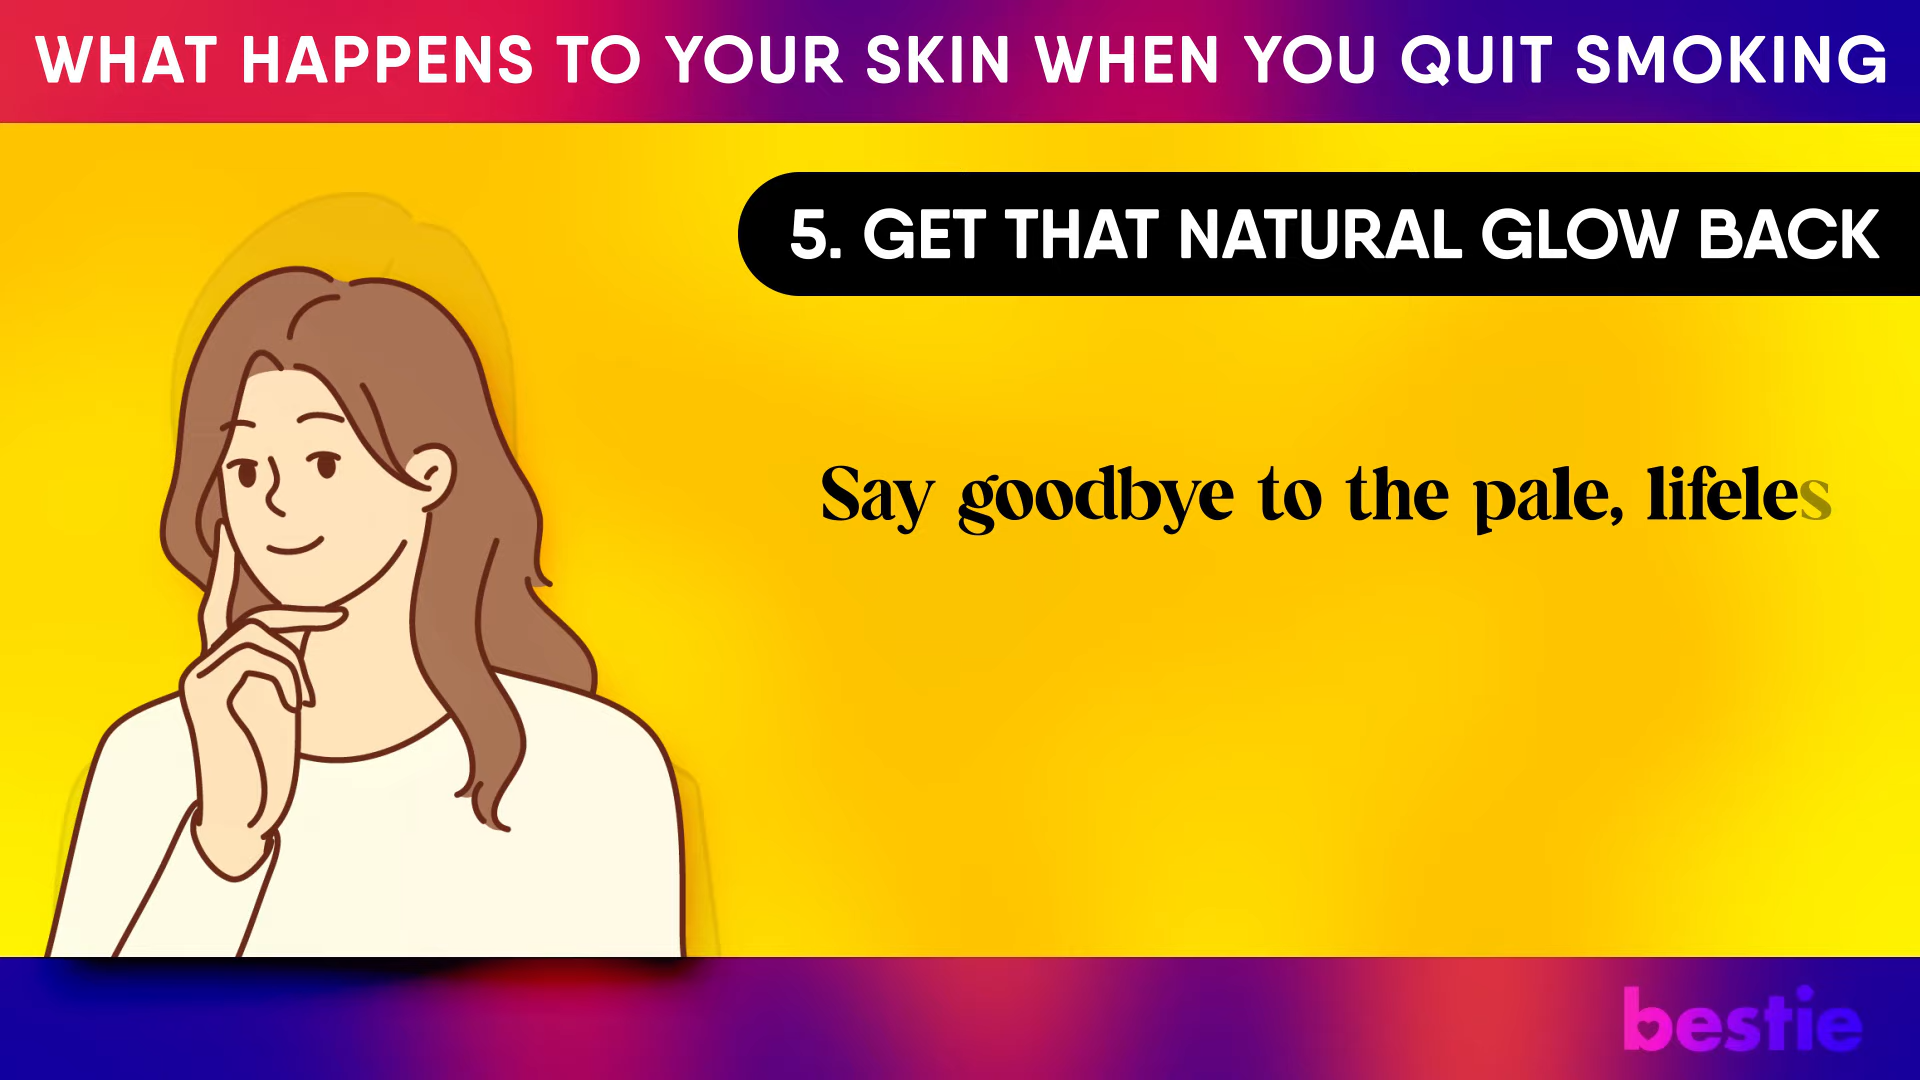 WHAT HAPPENS TO YOUR SKIN WHEN YOU QUIT SMOKING
5. GET THAT NATURAL GLOW BACK
Say goodbye to the pale, lifeles
bestie